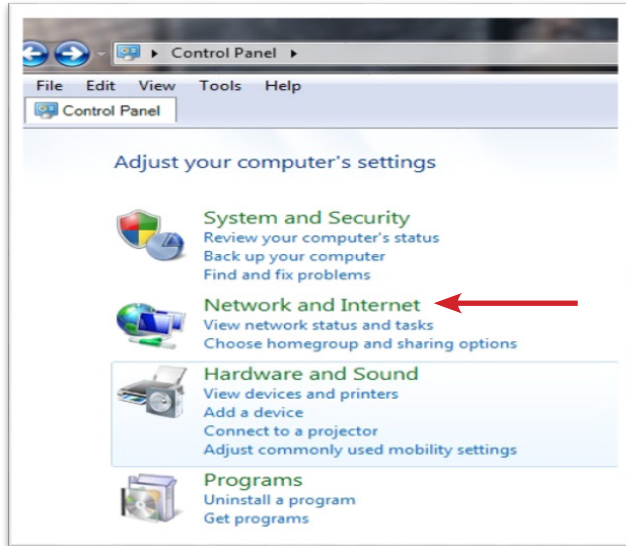 Control Panel
File Edit View Tools Help
Control Panel
Adjust your computer's settings
System and Security
Review your computer's status
Back up your computer
Find and fix problems
Network and Internet
View network status and tasks
Choose homegroup and sharing options
Hardware and Sound
View devices and printers
Add a device
Connect to a projector
Adjust commonly used mobility settings
Programs
Uninstall a program
Get programs